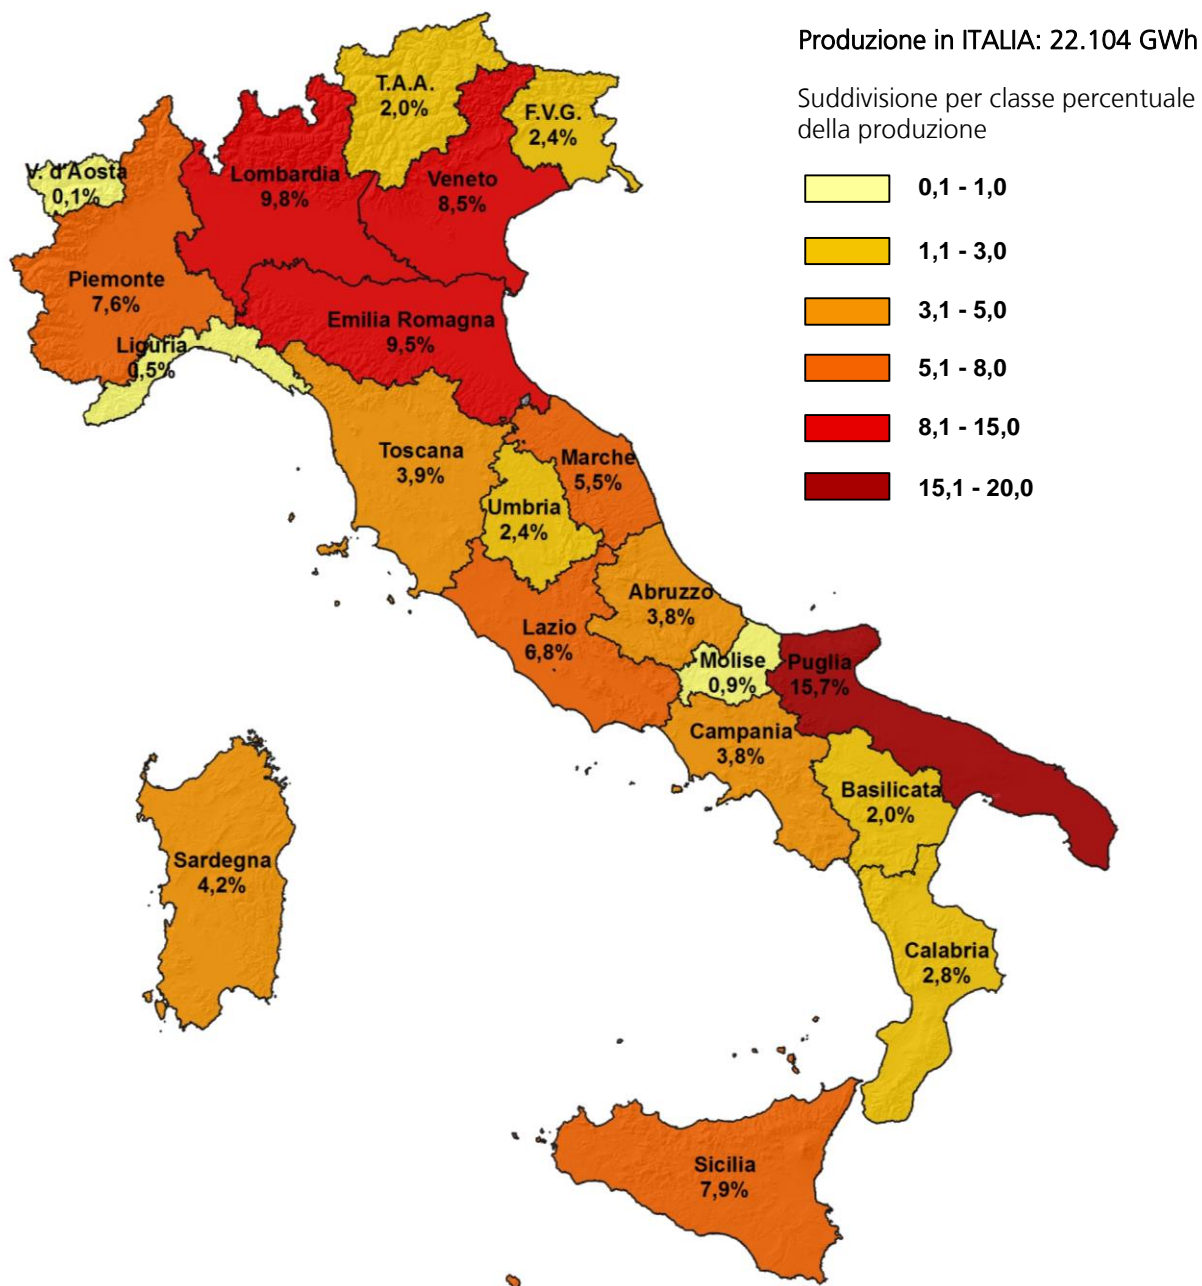 Produzione in ITALIA: 22.104 GWh
Suddivisione per classe percentuale
della produzione
0,1 - 1,0
1,1 - 3,0
3,1 - 5,0
5,1 - 8,0
8,1 - 15,0
15,1 - 20,0
T.A.A.
2,0%
F.V.G.
2,4%
V. d'Aosta
0,1%
Lombardia
9,8%
Veneto
8,5%
Piemonte
7,6%
Emilia Romagna
9,5%
Liguria
0,5%
Toscana
3,9%
Marche
5,5%
Umbria
2,4%
Abruzzo
3,8%
Lazio
6,8%
Molise
0,9%
Puglia
15,7%
Campania
3,8%
Basilicata
2,0%
Sardegna
4,2%
Calabria
2,8%
Sicilia
7,9%